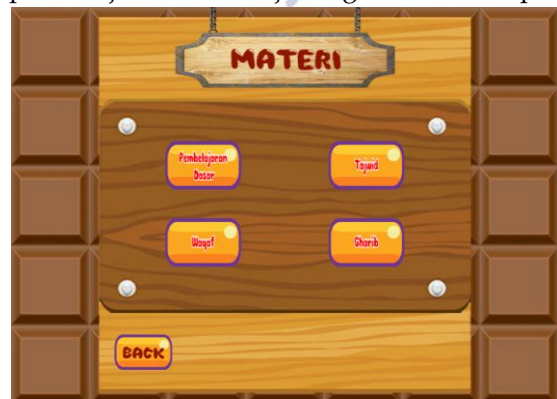 MATERI
Pembelajaran
Dasar
Tajwid
Waqaf
Gharib
BACK